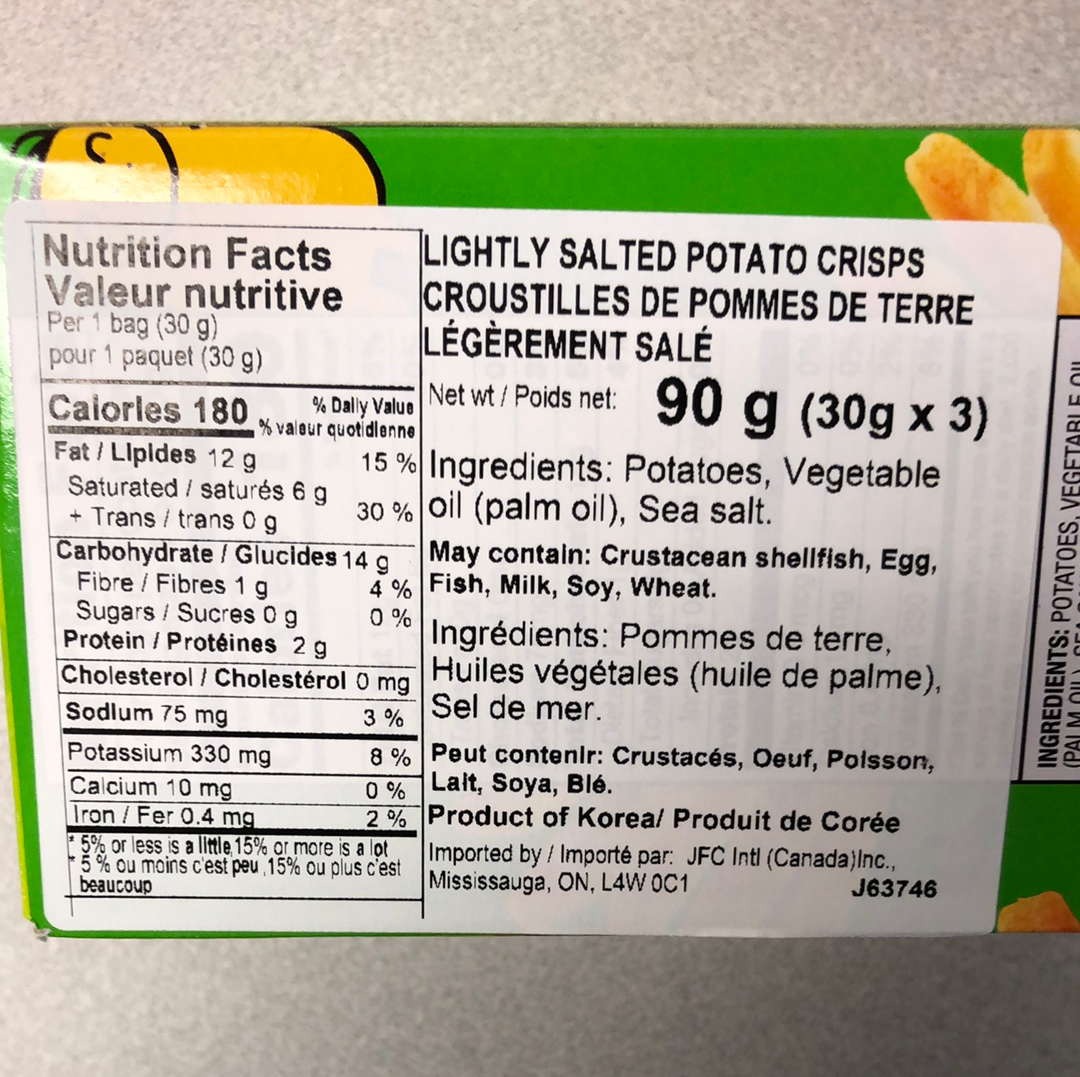 Nutrition Facts
Valeur nutritive
Per 1 bag (30 g)
pour 1 paquet (30 g)
Calories 180
% Daily Value
% valeur quotidienne
Fat / Lipides 12 g 15 %
Saturated / saturés 6 g
+ Trans / trans 0 g 30 %
Carbohydrate / Glucides 14 g
Fibre / Fibres 1 g 4 %
Sugars / Sucres 0 g 0 %
Protein / Protéines 2 g
Cholesterol / Cholestérol 0 mg
Sodium 75 mg 3 %
Potassium 330 mg 8 %
Calcium 10 mg 0 %
Iron / Fer 0.4 mg 2 %
* 5% or less is a little, 15% or more is a lot
* 5 % ou moins c'est peu, 15% ou plus c'est
beaucoup
LIGHTLY SALTED POTATO CRISPS
CROUSTILLES DE POMMES DE TERRE
LÉGÈREMENT SALÉ
Net wt / Poids net: 90 g (30g x 3)
Ingredients: Potatoes, Vegetable
oil (palm oil), Sea salt.
May contain: Crustacean shellfish, Egg,
Fish, Milk, Soy, Wheat.
Ingrédients: Pommes de terre,
Huiles végétales (huile de palme),
Sel de mer.
Peut contenir: Crustacés, Oeuf, Poisson,
Lait, Soya, Blé.
Product of Korea/ Produit de Corée
Imported by / Importé par: JFC Intl (Canada)Inc.,
Mississauga, ON, L4W 0C1
J63746
INGREDIENTS: POTATOES, VEGETABLE OIL
(PALM OIL),